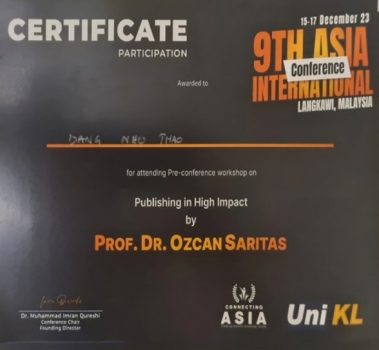 CERTIFICATE
PARTICIPATION
15-17 December 23
9TH ASIA
Conference
INTERNATIONAL
LANGKAWI, MALAYSIA
Awarded to
DANG NHU THAO
for attending Pre-conference workshop on
Publishing in High Impact
by
PROF. DR. OZCAN SARITAS
Dr. Muhammad Imran Qureshi
Conference Chair
Founding Director
CONNECTING
ASIA
Uni KL